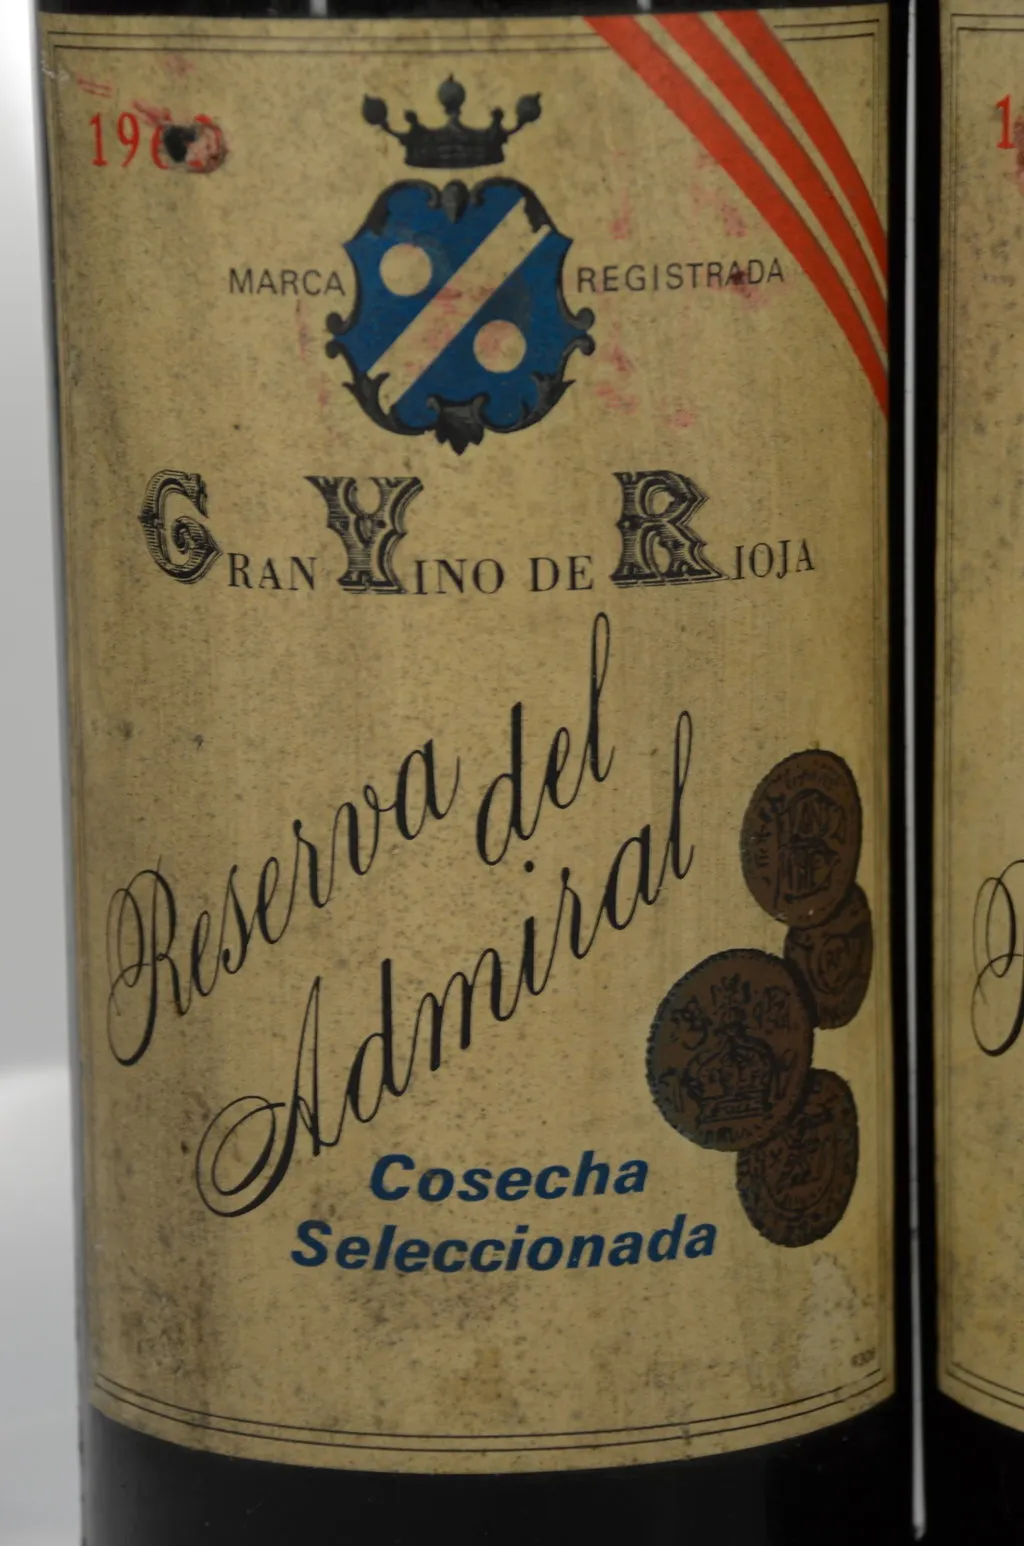 MARCA REGISTRADA
GRAN VINO DE RIOJA
Reserva del
Admiral
Cosecha
Seleccionada